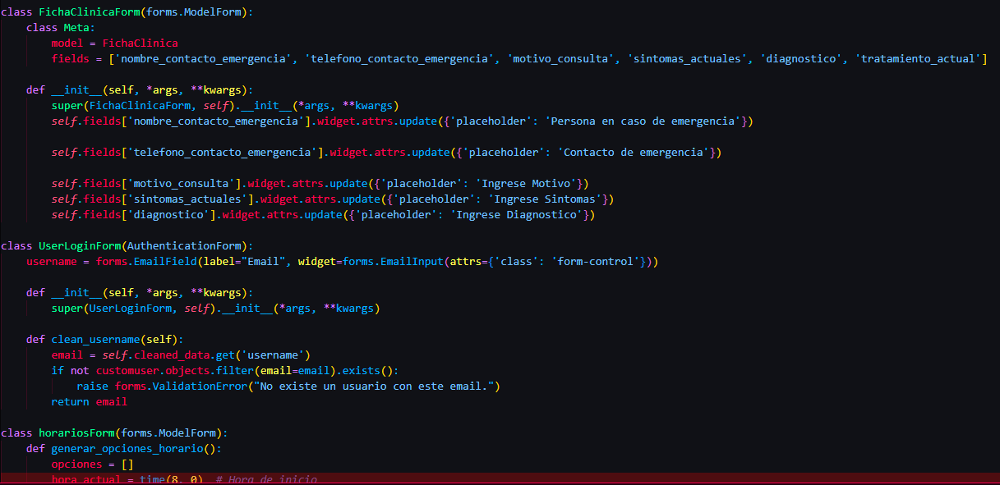 class FichaClinicaForm(forms.ModelForm):
    class Meta:
        model = FichaClinica
        fields = ['nombre_contacto_emergencia', 'telefono_contacto_emergencia', 'motivo_consulta', 'sintomas_actuales', 'diagnostico', 'tratamiento_actual']

    def __init__(self, *args, **kwargs):
        super(FichaClinicaForm, self).__init__(*args, **kwargs)
        self.fields['nombre_contacto_emergencia'].widget.attrs.update({'placeholder': 'Persona en caso de emergencia'})

        self.fields['telefono_contacto_emergencia'].widget.attrs.update({'placeholder': 'Contacto de emergencia'})

        self.fields['motivo_consulta'].widget.attrs.update({'placeholder': 'Ingrese Motivo'})
        self.fields['sintomas_actuales'].widget.attrs.update({'placeholder': 'Ingrese Sintomas'})
        self.fields['diagnostico'].widget.attrs.update({'placeholder': 'Ingrese Diagnostico'})

class UserLoginForm(AuthenticationForm):
    username = forms.EmailField(label="Email", widget=forms.EmailInput(attrs={'class': 'form-control'}))

    def __init__(self, *args, **kwargs):
        super(UserLoginForm, self).__init__(*args, **kwargs)

    def clean_username(self):
        email = self.cleaned_data.get('username')
        if not customuser.objects.filter(email=email).exists():
            raise forms.ValidationError("No existe un usuario con este email.")
        return email

class horariosForm(forms.ModelForm):
    def generar_opciones_horario():
        opciones = []
        hora_actual = time(8, 0)  # Hora de inicio